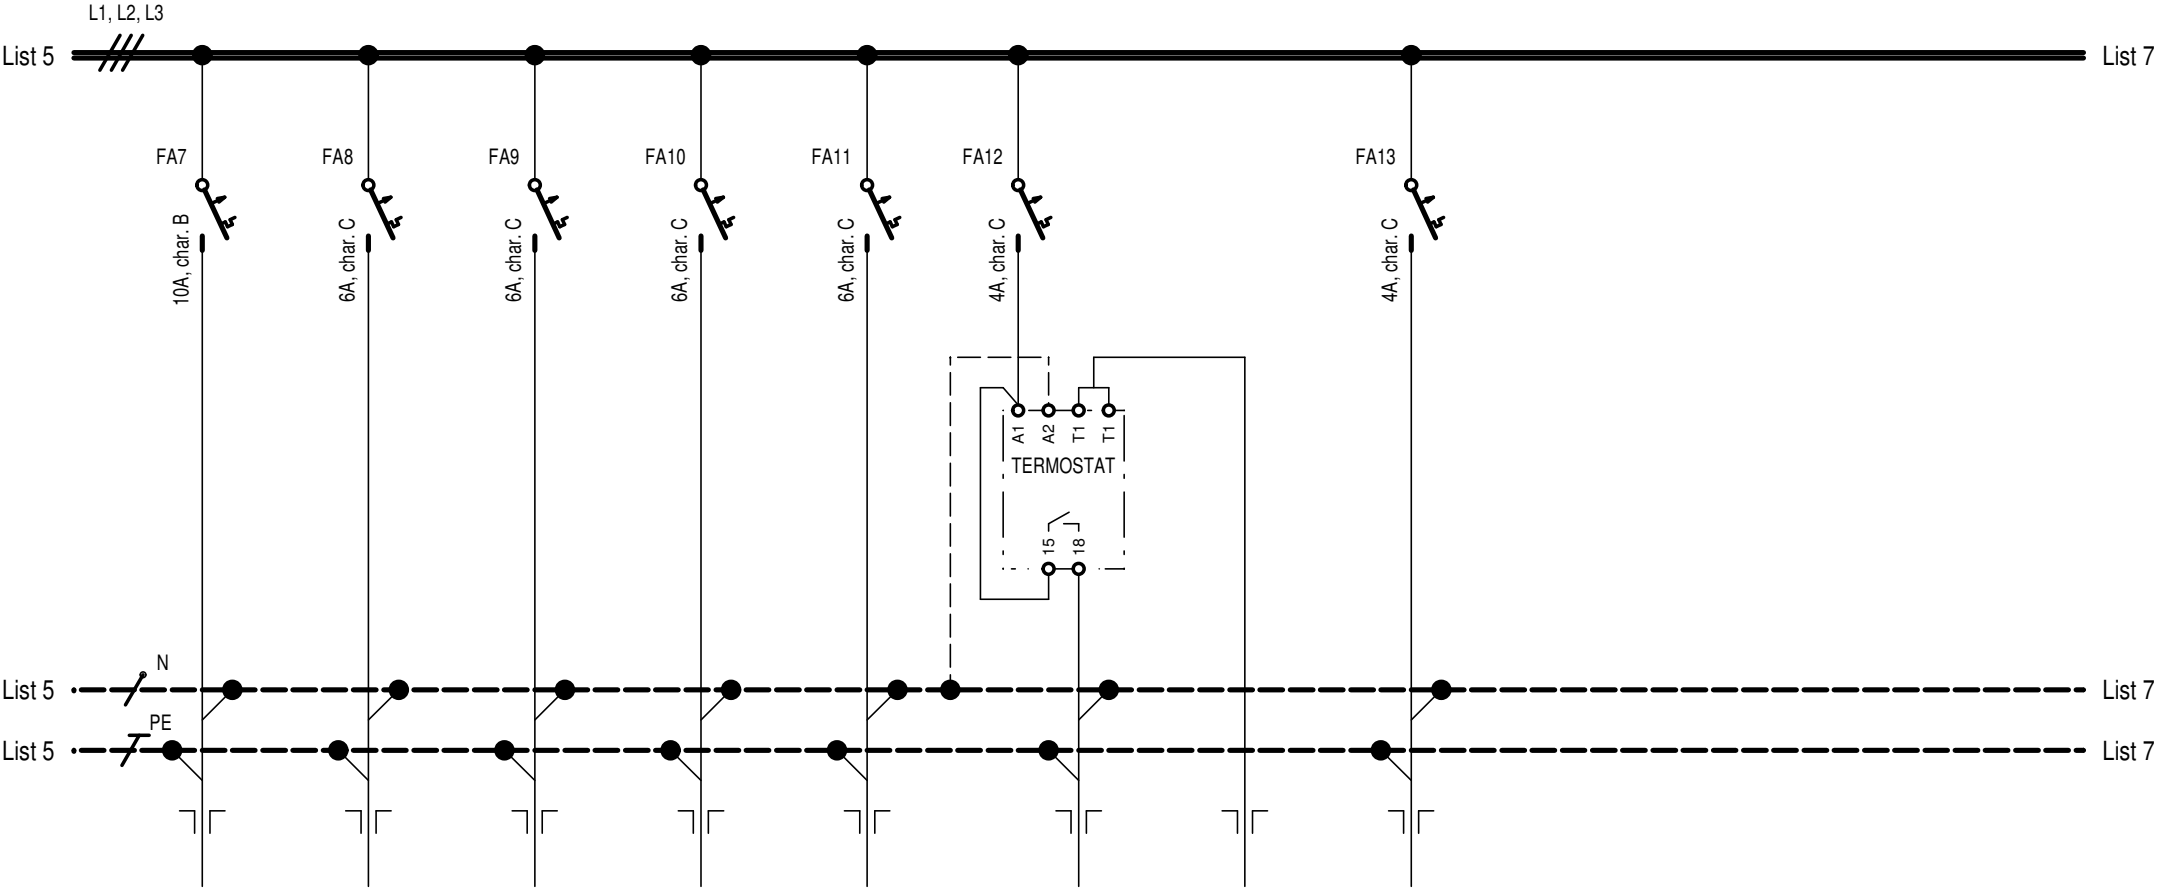 L1, L2, L3
List 5
List 7
FA7
FA8
FA9
FA10
FA11
FA12
FA13
10A, char. B
6A, char. C
6A, char. C
6A, char. C
6A, char. C
4A, char. C
4A, char. C
A1
A2
T1
T1
TERMOSTAT
15
18
N
List 5
List 7
PE
List 5
List 7